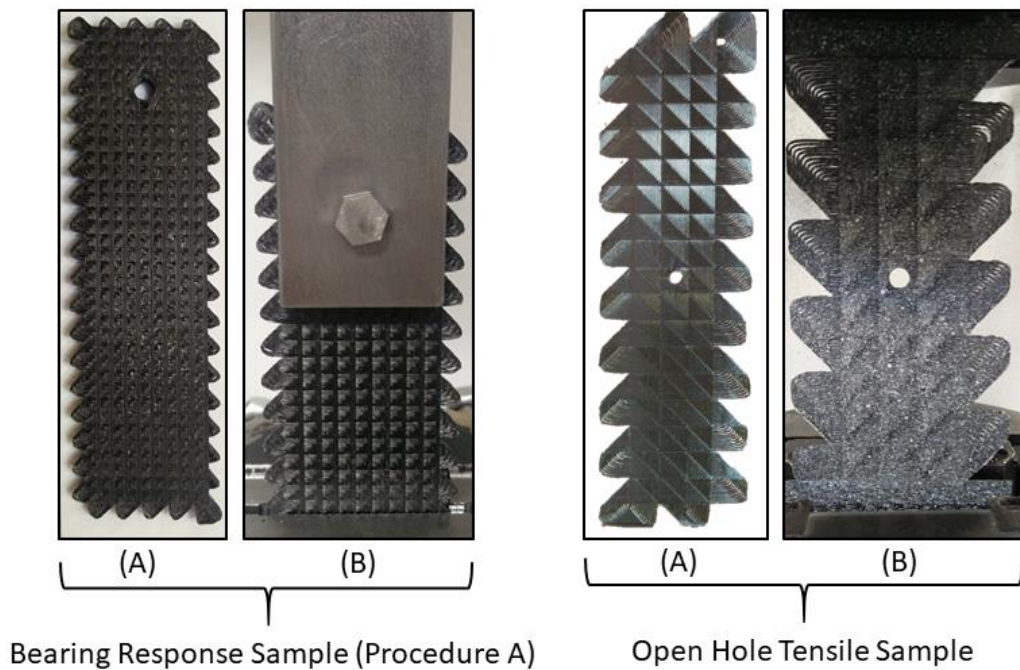 (A)
(B)
(A)
(B)
Bearing Response Sample (Procedure A)
Open Hole Tensile Sample